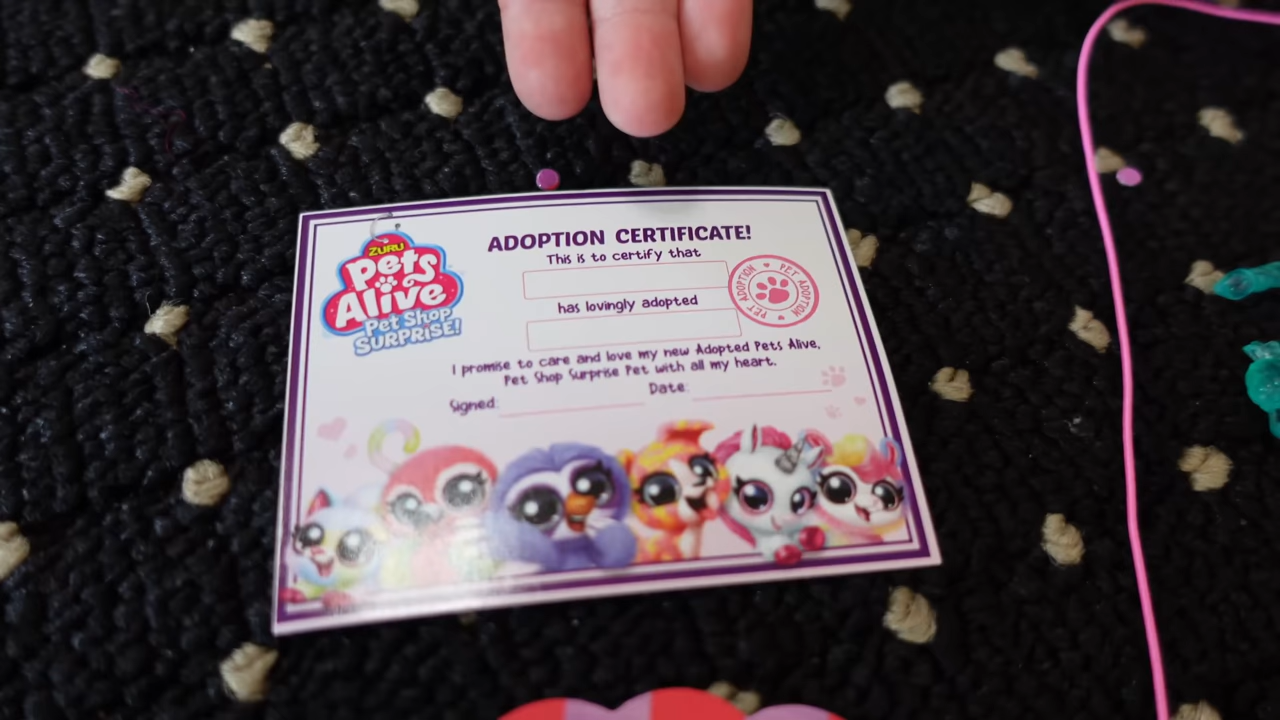 ZURU
Pets
Alive
Pet Shop
SURPRISE!
ADOPTION CERTIFICATE!
This is to certify that
has lovingly adopted
PET ADOPTION PET ADOPTION
I promise to care and love my new Adopted Pets Alive,
Pet Shop Surprise Pet with all my heart.
Signed:
Date: